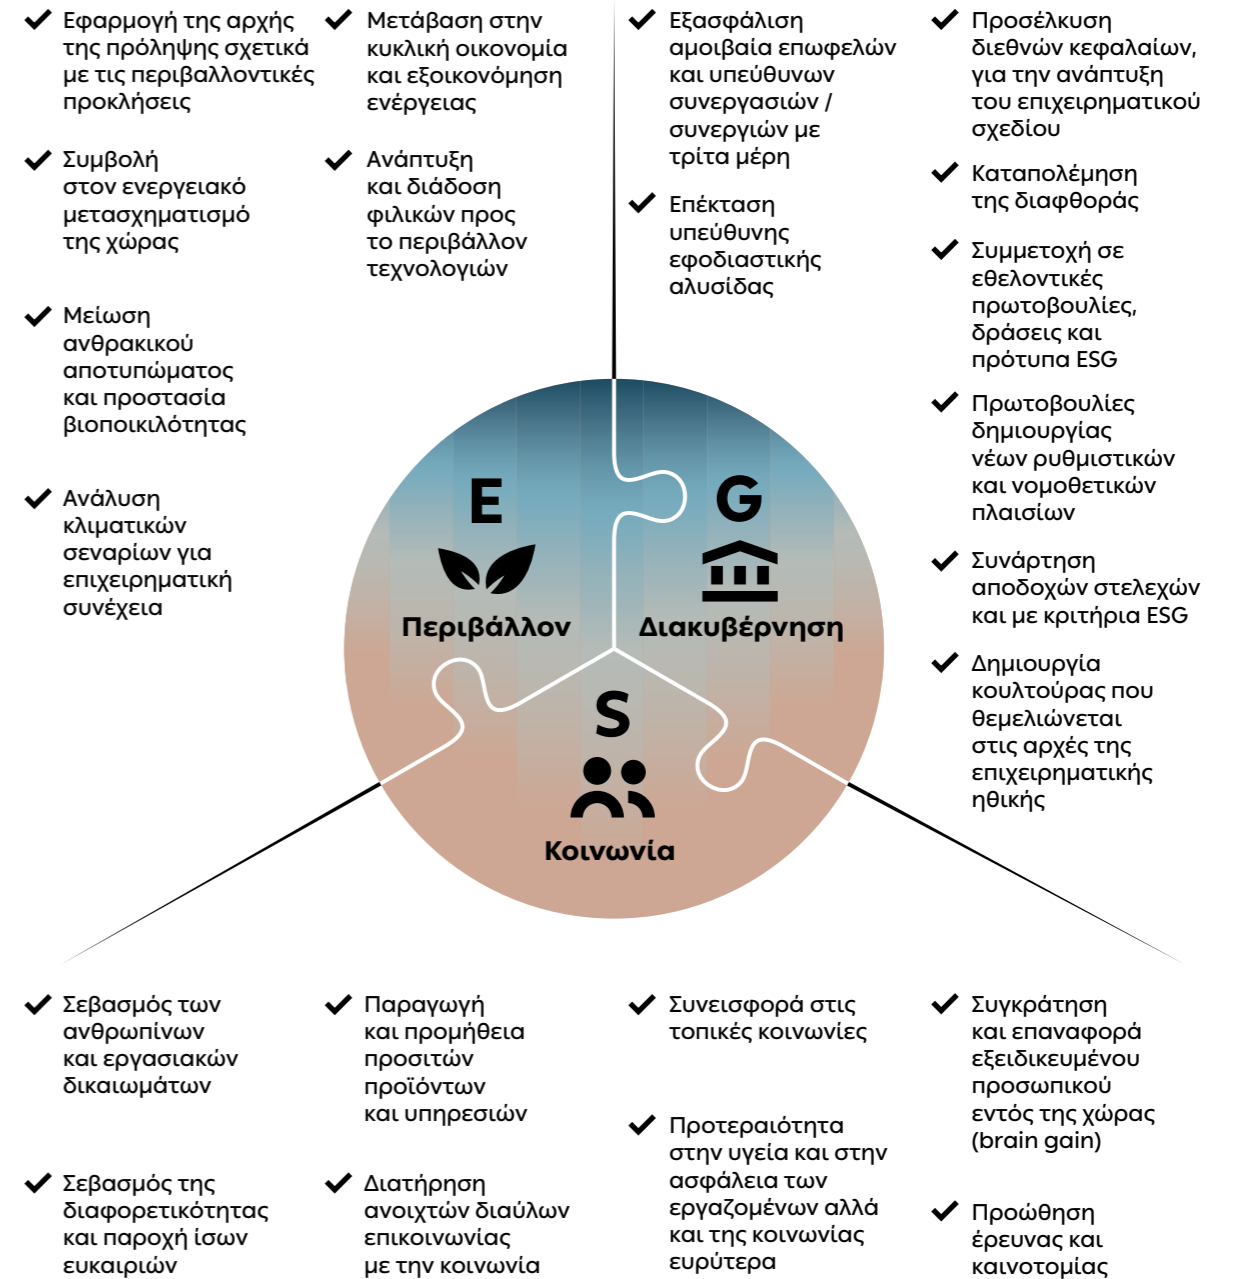 Εφαρμογή της αρχής
της πρόληψης σχετικά
με τις περιβαλλοντικές
προκλήσεις
Συμβολή
στον ενεργειακό
μετασχηματισμό
της χώρας
Μείωση
ανθρακικού
αποτυπώματος
και προστασία
βιοποικιλότητας
Ανάλυση
κλιματικών
σεναρίων για
επιχειρηματική
συνέχεια
Μετάβαση στην
κυκλική οικονομία
και εξοικονόμηση
ενέργειας
Ανάπτυξη
και διάδοση
φιλικών προς
το περιβάλλον
τεχνολογιών
Εξασφάλιση
αμοιβαία επωφελών
και υπεύθυνων
συνεργασιών /
συνεργιών με
τρίτα μέρη
Επέκταση
υπεύθυνης
εφοδιαστικής
αλυσίδας
Προσέλκυση
διεθνών κεφαλαίων,
για την ανάπτυξη
του επιχειρηματικού
σχεδίου
Καταπολέμηση
της διαφθοράς
Συμμετοχή σε
εθελοντικές
πρωτοβουλίες,
δράσεις και
πρότυπα ESG
Πρωτοβουλίες
δημιουργίας
νέων ρυθμιστικών
και νομοθετικών
πλαισίων
Συνάρτηση
αποδοχών στελεχών
και με κριτήρια ESG
Δημιουργία
κουλτούρας που
θεμελιώνεται
στις αρχές της
επιχειρηματικής
ηθικής
E
Περιβάλλον
G
Διακυβέρνηση
S
Κοινωνία
Σεβασμός των
ανθρωπίνων
και εργασιακών
δικαιωμάτων
Σεβασμός της
διαφορετικότητας
και παροχή ίσων
ευκαιριών
Παραγωγή
και προμήθεια
προσιτών
προϊόντων
και υπηρεσιών
Διατήρηση
ανοιχτών διαύλων
επικοινωνίας
με την κοινωνία
Συνεισφορά στις
τοπικές κοινωνίες
Προτεραιότητα
στην υγεία και στην
ασφάλεια των
εργαζομένων αλλά
και της κοινωνίας
ευρύτερα
Συγκράτηση
και επαναφορά
εξειδικευμένου
προσωπικού
εντός της χώρας
(brain gain)
Προώθηση
έρευνας και
καινοτομίας